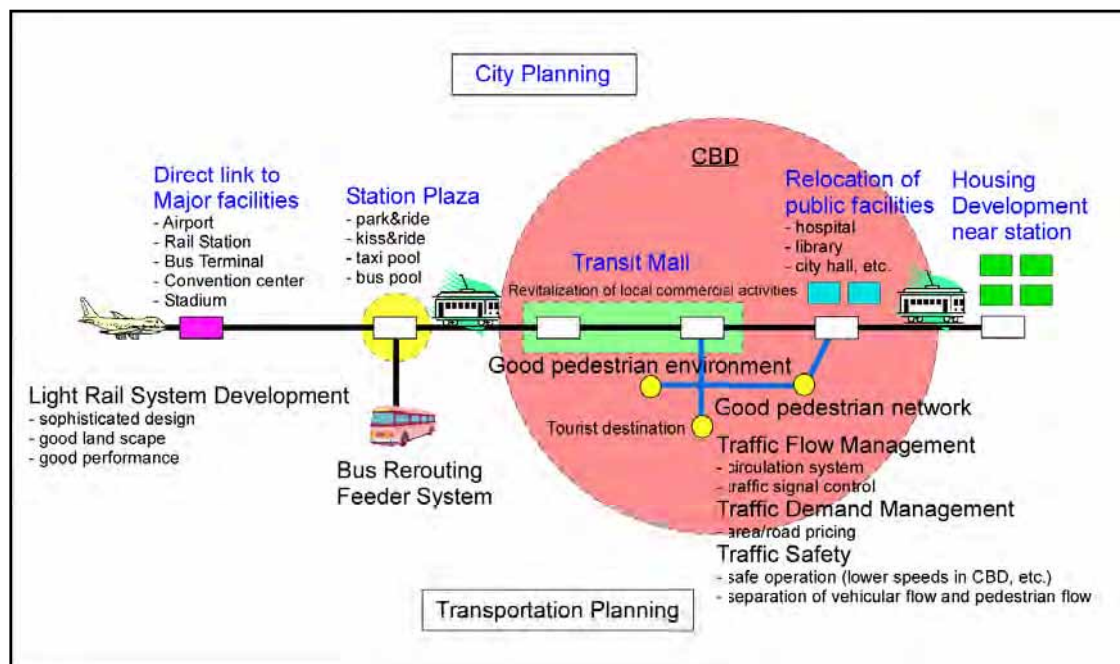 City Planning
CBD
Direct link to
Major facilities
- Airport
- Rail Station
- Bus Terminal
- Convention center
- Stadium
Station Plaza
- park&ride
- kiss&ride
- taxi pool
- bus pool
Transit Mall
Revitalization of local commercial activities
Relocation of
public facilities
- hospital
- library
- city hall, etc.
Housing
Development
near station
Light Rail System Development
- sophisticated design
- good land scape
- good performance
Bus Rerouting
Feeder System
Good pedestrian environment
Good pedestrian network
Tourist destination
Traffic Flow Management
- circulation system
- traffic signal control
Traffic Demand Management
- area/road pricing
Traffic Safety
- safe operation (lower speeds in CBD, etc.)
- separation of vehicular flow and pedestrian flow
Transportation Planning